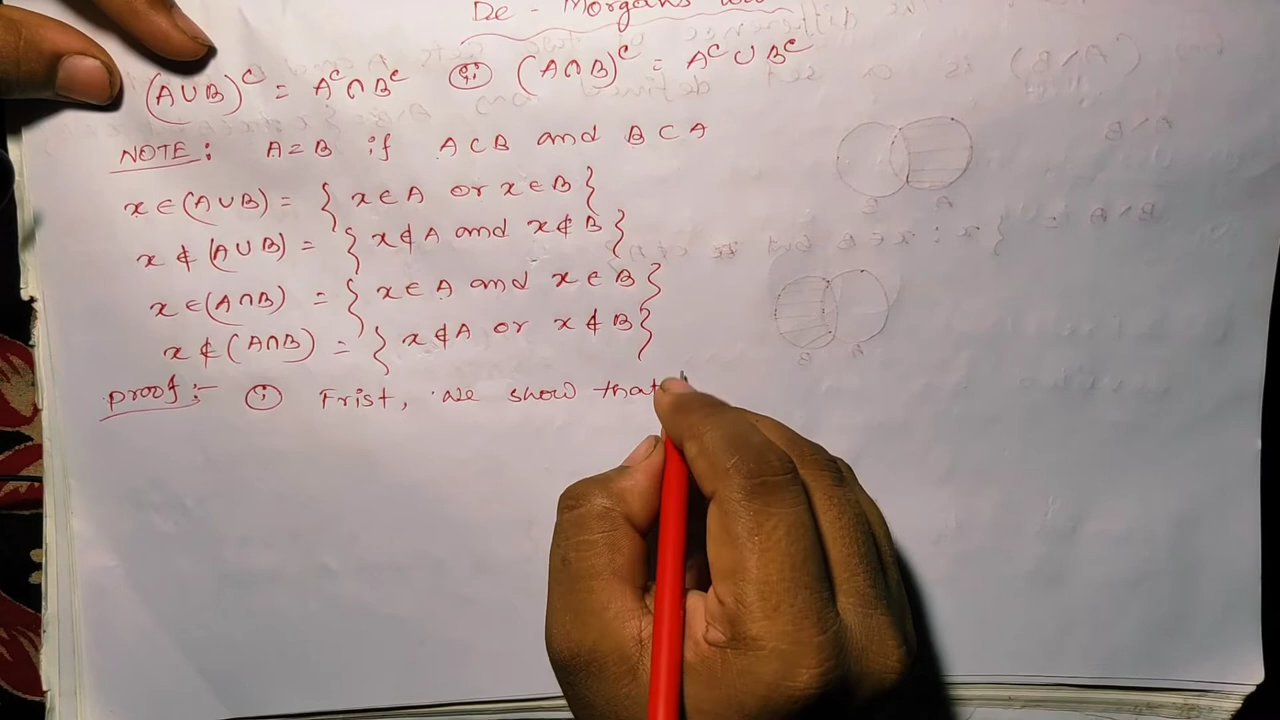 De - Morgans
(A∪B)ᶜ = Aᶜ∩Bᶜ (ii) (A∩B)ᶜ = Aᶜ∪Bᶜ
NOTE: A=B if A⊂B and B⊂A
x∈(A∪B) = {x∈A or x∈B}
x∉(A∪B) = {x∉A and x∉B}
x∈(A∩B) = {x∈A and x∈B}
x∉(A∩B) = {x∉A or x∉B}
proof:- (i) Frist, we show that